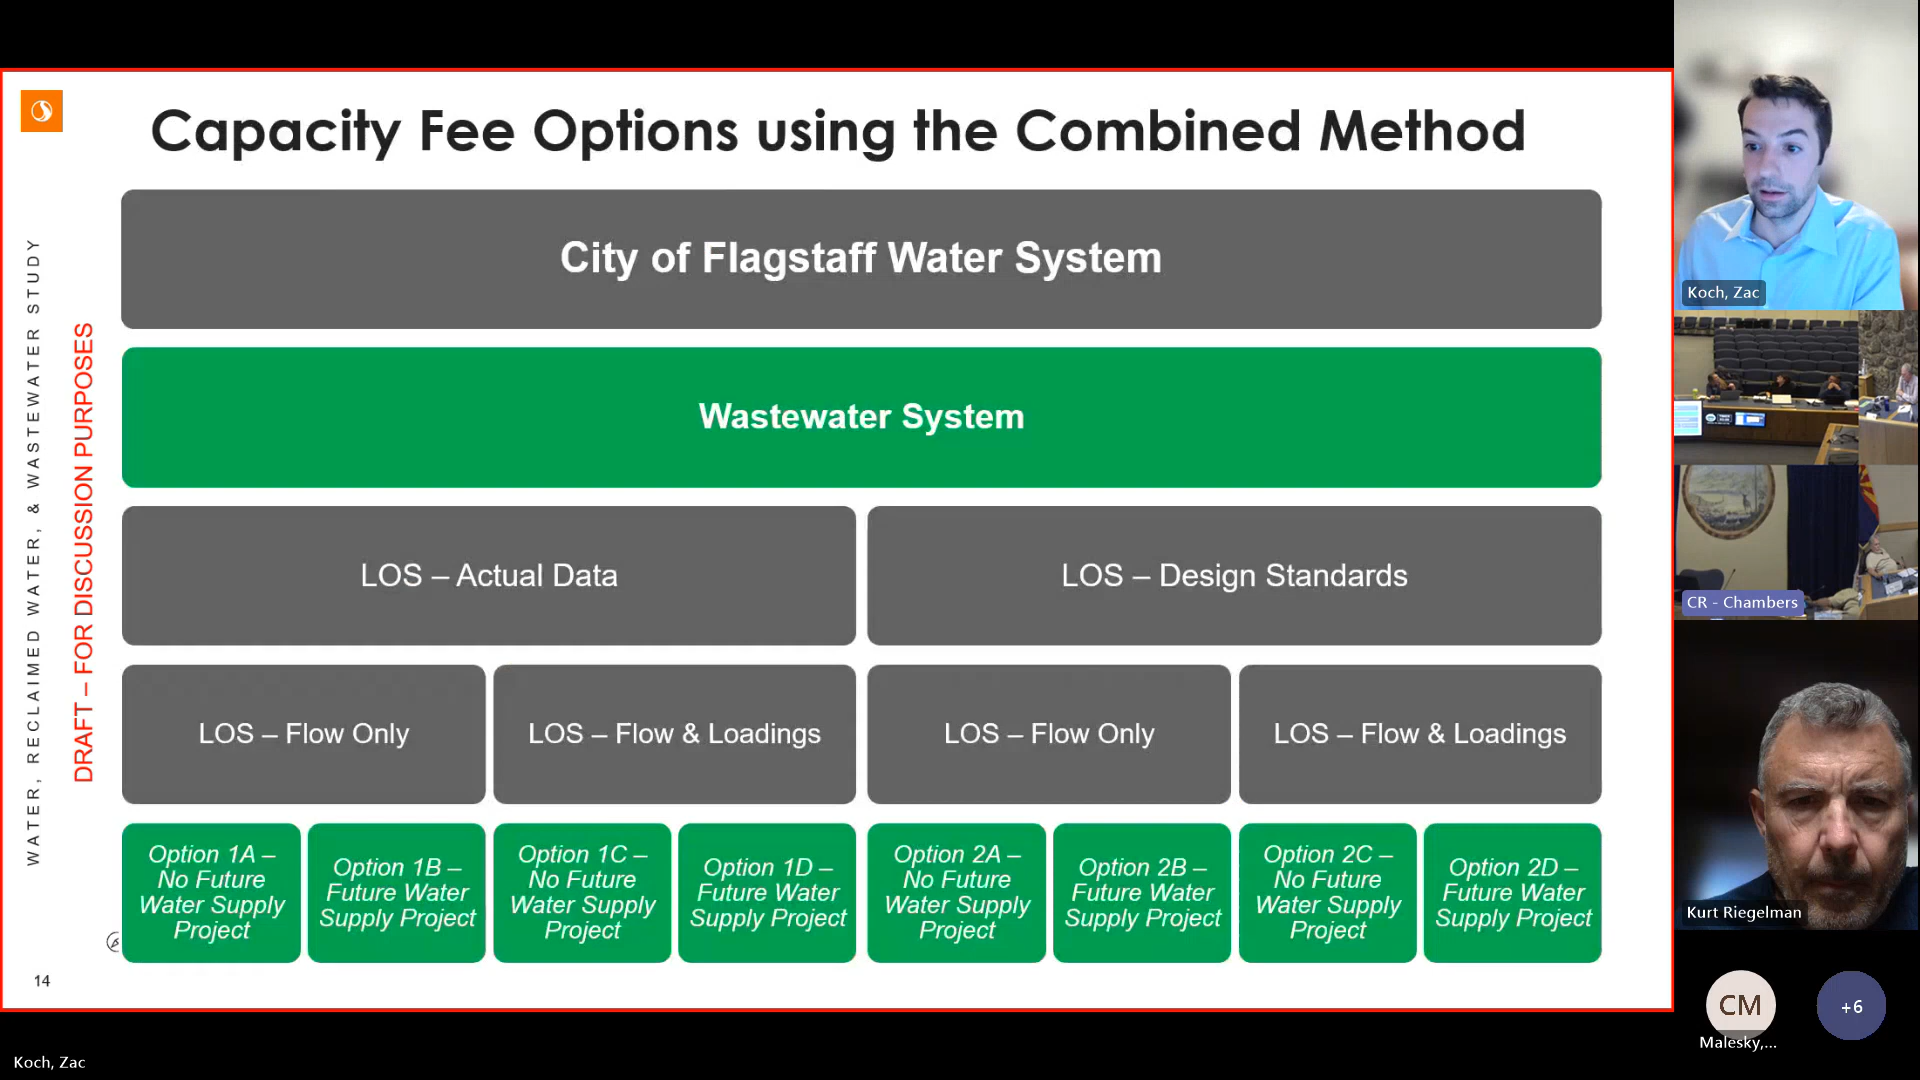 Capacity Fee Options using the Combined Method
WATER, RECLAIMED WATER, & WASTEWATER STUDY
DRAFT – FOR DISCUSSION PURPOSES
City of Flagstaff Water System
Wastewater System
LOS – Actual Data
LOS – Design Standards
LOS – Flow Only
LOS – Flow & Loadings
LOS – Flow Only
LOS – Flow & Loadings
Option 1A –
No Future
Water Supply
Project
Option 1B –
Future Water
Supply Project
Option 1C –
No Future
Water Supply
Project
Option 1D –
Future Water
Supply Project
Option 2A –
No Future
Water Supply
Project
Option 2B –
Future Water
Supply Project
Option 2C –
No Future
Water Supply
Project
Option 2D –
Future Water
Supply Project
14
Koch, Zac
Koch, Zac
CR - Chambers
Kurt Riegelman
CM
Malesky,...
+6